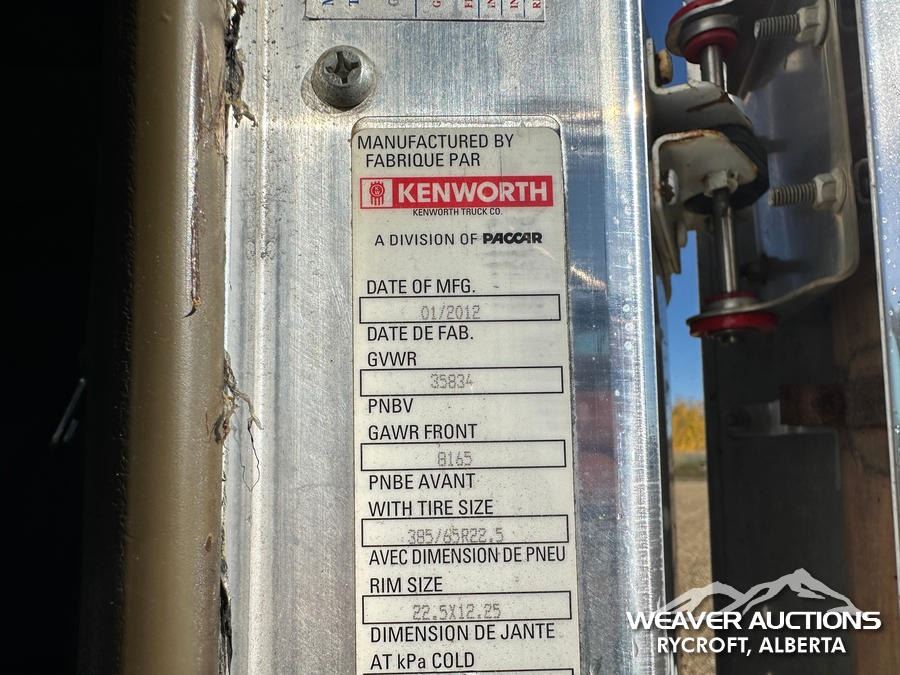 MANUFACTURED BY
FABRIQUE PAR
KENWORTH
KENWORTH TRUCK CO.
A DIVISION OF PACCAR
DATE OF MFG.
01/2012
DATE DE FAB.
GVWR
35834
PNBV
GAWR FRONT
8165
PNBE AVANT
WITH TIRE SIZE
385/65R22.5
AVEC DIMENSION DE PNEU
RIM SIZE
22.5X12.25
DIMENSION DE JANTE
AT kPa COLD
WEAVER AUCTIONS
RYCROFT, ALBERTA